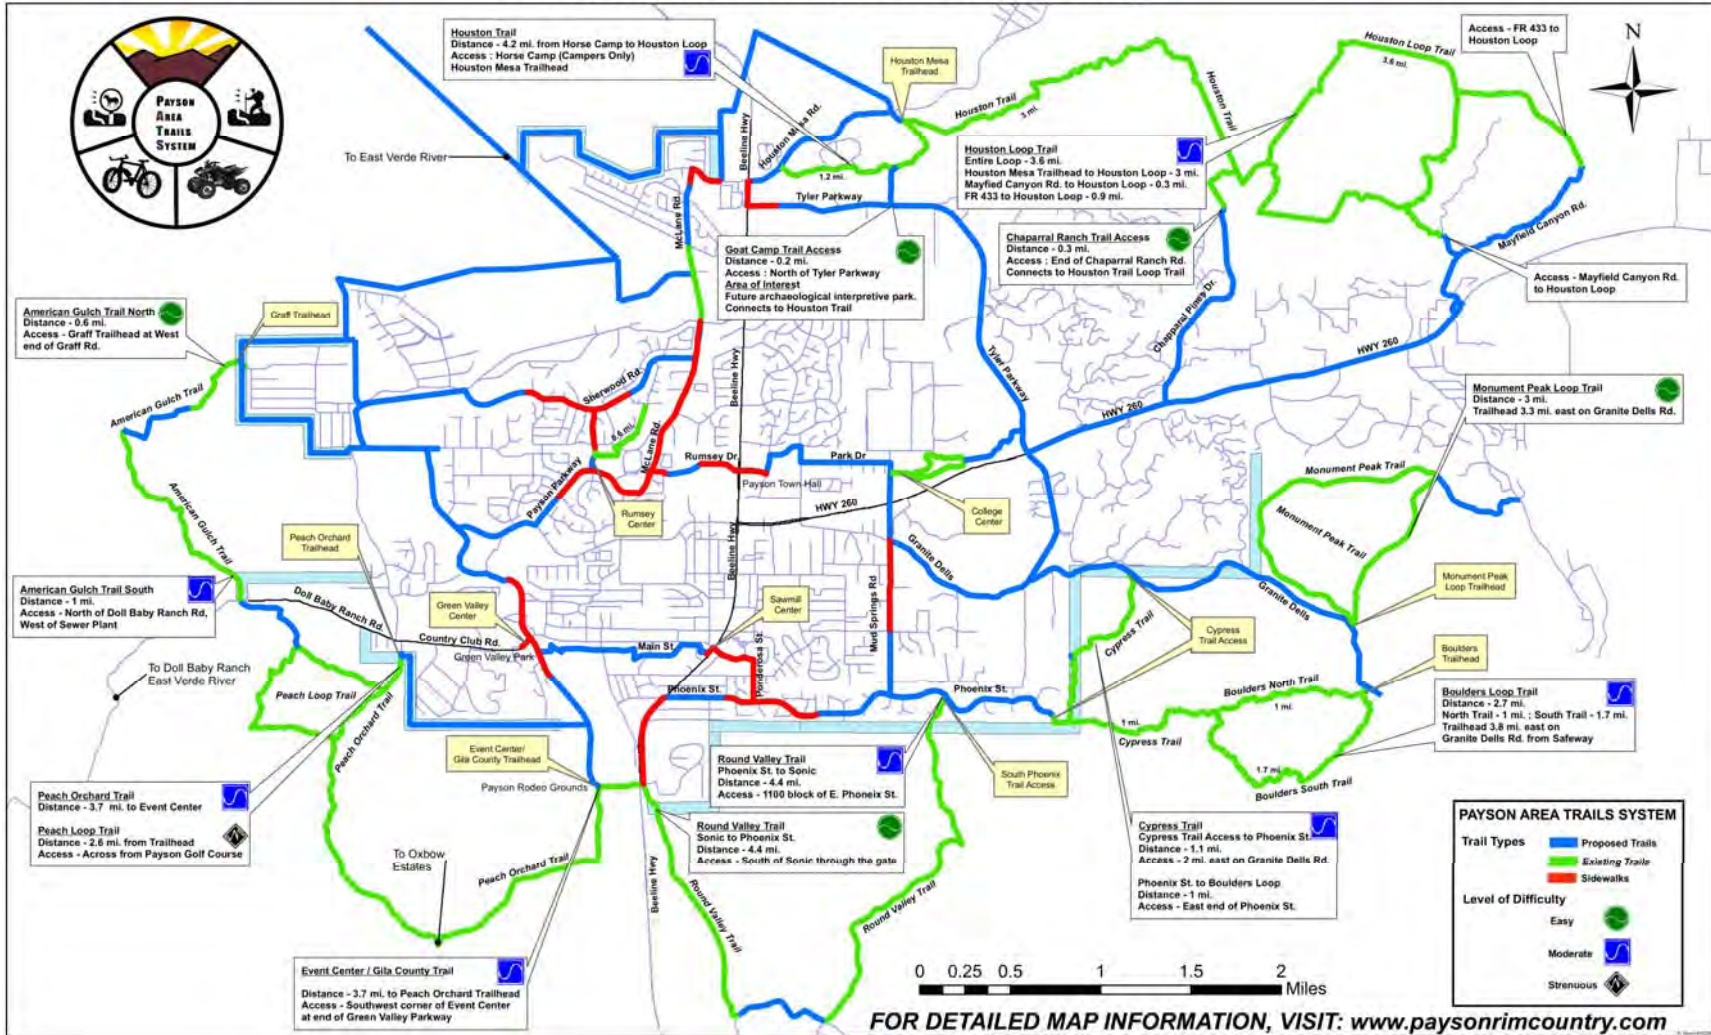 PAYSON
AREA
TRAILS
SYSTEM
Houston Trail
Distance - 4.2 mi. from Horse Camp to Houston Loop
Access : Horse Camp (Campers Only)
Houston Mesa Trailhead
Houston Mesa
Trailhead
Houston Loop Trail
3.6 mi.
Access - FR 433 to
Houston Loop
N
Houston Trail
3 mi.
Houston Trail
To East Verde River
Beeline Hwy
Houston Mesa Rd.
1.2 mi.
Tyler Parkway
McLane Rd.
Houston Loop Trail
Entire Loop - 3.6 mi.
Houston Mesa Trailhead to Houston Loop - 3 mi.
Mayfied Canyon Rd. to Houston Loop - 0.3 mi.
FR 433 to Houston Loop - 0.9 mi.
Goat Camp Trail Access
Distance - 0.2 mi.
Access : North of Tyler Parkway
Area of Interest
Future archaeological interpretive park.
Connects to Houston Trail
Chaparral Ranch Trail Access
Distance - 0.3 mi.
Access : End of Chaparral Ranch Rd.
Connects to Houston Trail Loop Trail
Mayfield Canyon Rd.
Access - Mayfield Canyon Rd.
to Houston Loop
American Gulch Trail North
Distance - 0.6 mi.
Access - Graff Trailhead at West
end of Graff Rd.
Graff Trailhead
Chapparal Pines Dr.
HWY 260
Tyler Parkway
Beeline Hwy
Sherwood Rd.
American Gulch Trail
HWY 260
Monument Peak Loop Trail
Distance - 3 mi.
Trailhead 3.3 mi. east on Granite Dells Rd.
McLane Rd.
Rumsey Dr.
Park Dr
Payson Town Hall
Payson Parkway
Rumsey
Center
HWY 260
College
Center
Monument Peak Trail
Monument Peak Trail
American Gulch Trail
Peach Orchard
Trailhead
Beeline Hwy
Granite Dells
Mud Springs Rd
American Gulch Trail South
Distance - 1 mi.
Access - North of Doll Baby Ranch Rd,
West of Sewer Plant
Doll Baby Ranch Rd.
Country Club Rd.
Green Valley
Center
Green Valley Park
Main St.
Sawmill
Center
Ponderosa St.
Phoenix St.
Phoenix St.
Cypress Trail
Cypress
Trail Access
Granite Dells
Monument Peak
Loop Trailhead
Boulders
Trailhead
To Doll Baby Ranch
East Verde River
Peach Loop Trail
Peach Orchard Trail
Boulders North Trail
1 mi.
1 mi.
Cypress Trail
1.7 mi.
Boulders South Trail
Boulders Loop Trail
Distance - 2.7 mi.
North Trail - 1 mi. ; South Trail - 1.7 mi.
Trailhead 3.8 mi. east on
Granite Dells Rd. from Safeway
Event Center/
Gila County Trailhead
Payson Rodeo Grounds
Round Valley Trail
Phoenix St. to Sonic
Distance - 4.4 mi.
Access - 1100 block of E. Phoneix St.
South Phoenix
Trail Access
Peach Orchard Trail
Distance - 3.7 mi. to Event Center
Peach Loop Trail
Distance - 2.6 mi. from Trailhead
Access - Across from Payson Golf Course
Round Valley Trail
Sonic to Phoenix St.
Distance - 4.4 mi.
Access - South of Sonic through the gate
To Oxbow
Estates
Peach Orchard Trail
Beeline Hwy
Round Valley Trail
Round Valley Trail
Cypress Trail
Cypress Trail Access to Phoenix St.
Distance - 1.1 mi.
Access - 2 mi. east on Granite Dells Rd.
Phoenix St. to Boulders Loop
Distance - 1 mi.
Access - East end of Phoenix St.
Event Center / Gila County Trail
Distance - 3.7 mi. to Peach Orchard Trailhead
Access - Southwest corner of Event Center
at end of Green Valley Parkway
PAYSON AREA TRAILS SYSTEM
Trail Types
Proposed Trails
Existing Trails
Sidewalks
Level of Difficulty
Easy
Moderate
Strenuous
0 0.25 0.5 1 1.5 2
Miles
FOR DETAILED MAP INFORMATION, VISIT: www.paysonrimcountry.com